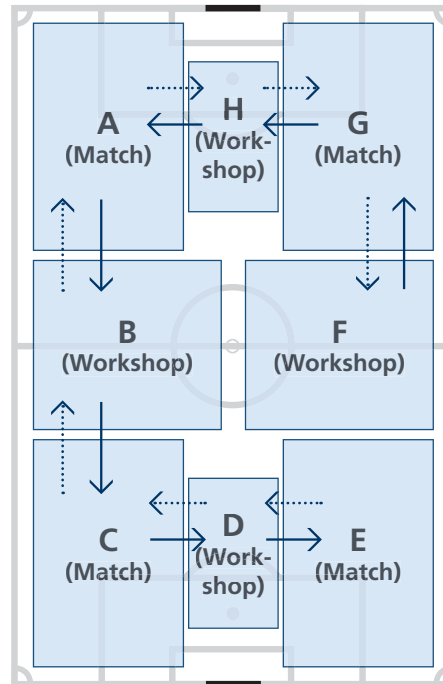 A
(Match)
H
(Work-
shop)
G
(Match)
B
(Workshop)
F
(Workshop)
C
(Match)
D
(Work-
shop)
E
(Match)